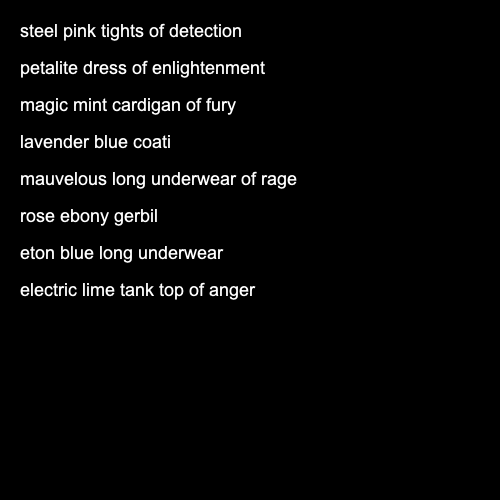 steel pink tights of detection
petalite dress of enlightenment
magic mint cardigan of fury
lavender blue coati
mauvelous long underwear of rage
rose ebony gerbil
eton blue long underwear
electric lime tank top of anger